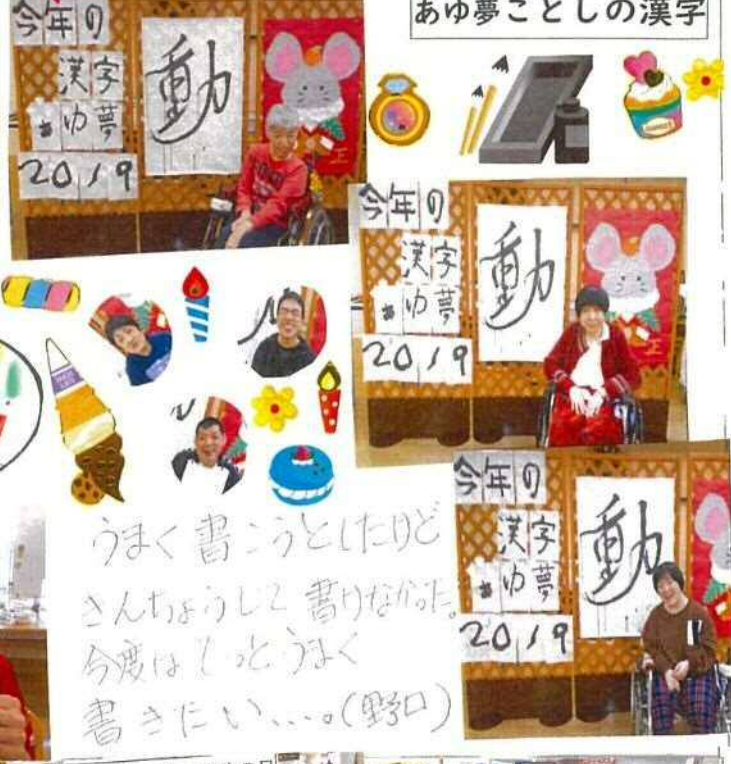 あゆ夢ことしの漢字
今年の
漢字
あゆ夢
2019
動
今年の
漢字
あゆ夢
2019
動
今年の
漢字
あゆ夢
2019
動
うまく書こうとしたけど
きんちょうして書けなかった。
今度はもっとうまく
書きたい...。(野口)